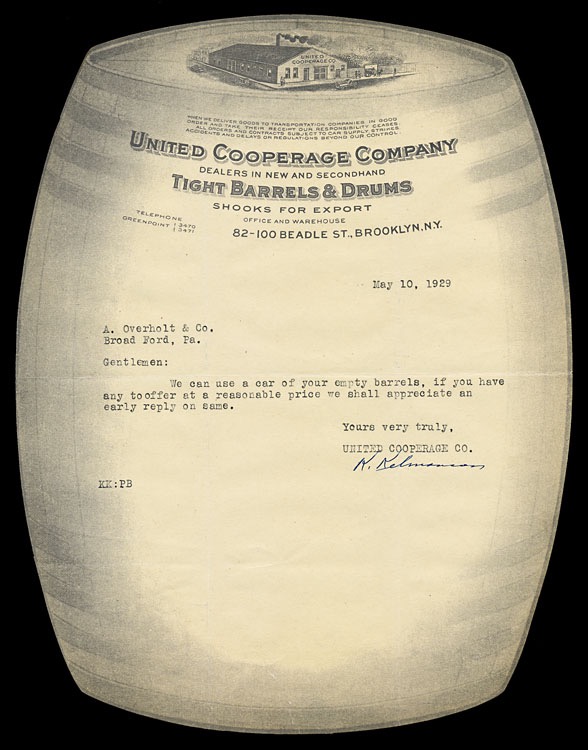 UNITED
COOPERAGE CO.
WHEN WE DELIVER GOODS TO TRANSPORTATION COMPANIES IN GOOD
ORDER AND TAKE THEIR RECEIPT OUR RESPONSIBILITY CEASES.
ALL ORDERS AND CONTRACTS SUBJECT TO CAR SUPPLY STRIKES.
ACCIDENTS AND DELAYS OR REGULATIONS BEYOND OUR CONTROL.
UNITED COOPERAGE COMPANY
DEALERS IN NEW AND SECONDHAND
TIGHT BARRELS & DRUMS
SHOOKS FOR EXPORT
OFFICE AND WAREHOUSE
82-100 BEADLE ST., BROOKLYN. N.Y.
TELEPHONE
GREENPOINT { 3470
{ 3471
May 10, 1929
A. Overholt & Co.
Broad Ford, Pa.
Gentlemen:
We can use a car of your empty barrels, if you have
any to offer at a reasonable price we shall appreciate an
early reply on same.
Yours very truly,
UNITED COOPERAGE CO.
K. Kelmanson
KK:PB